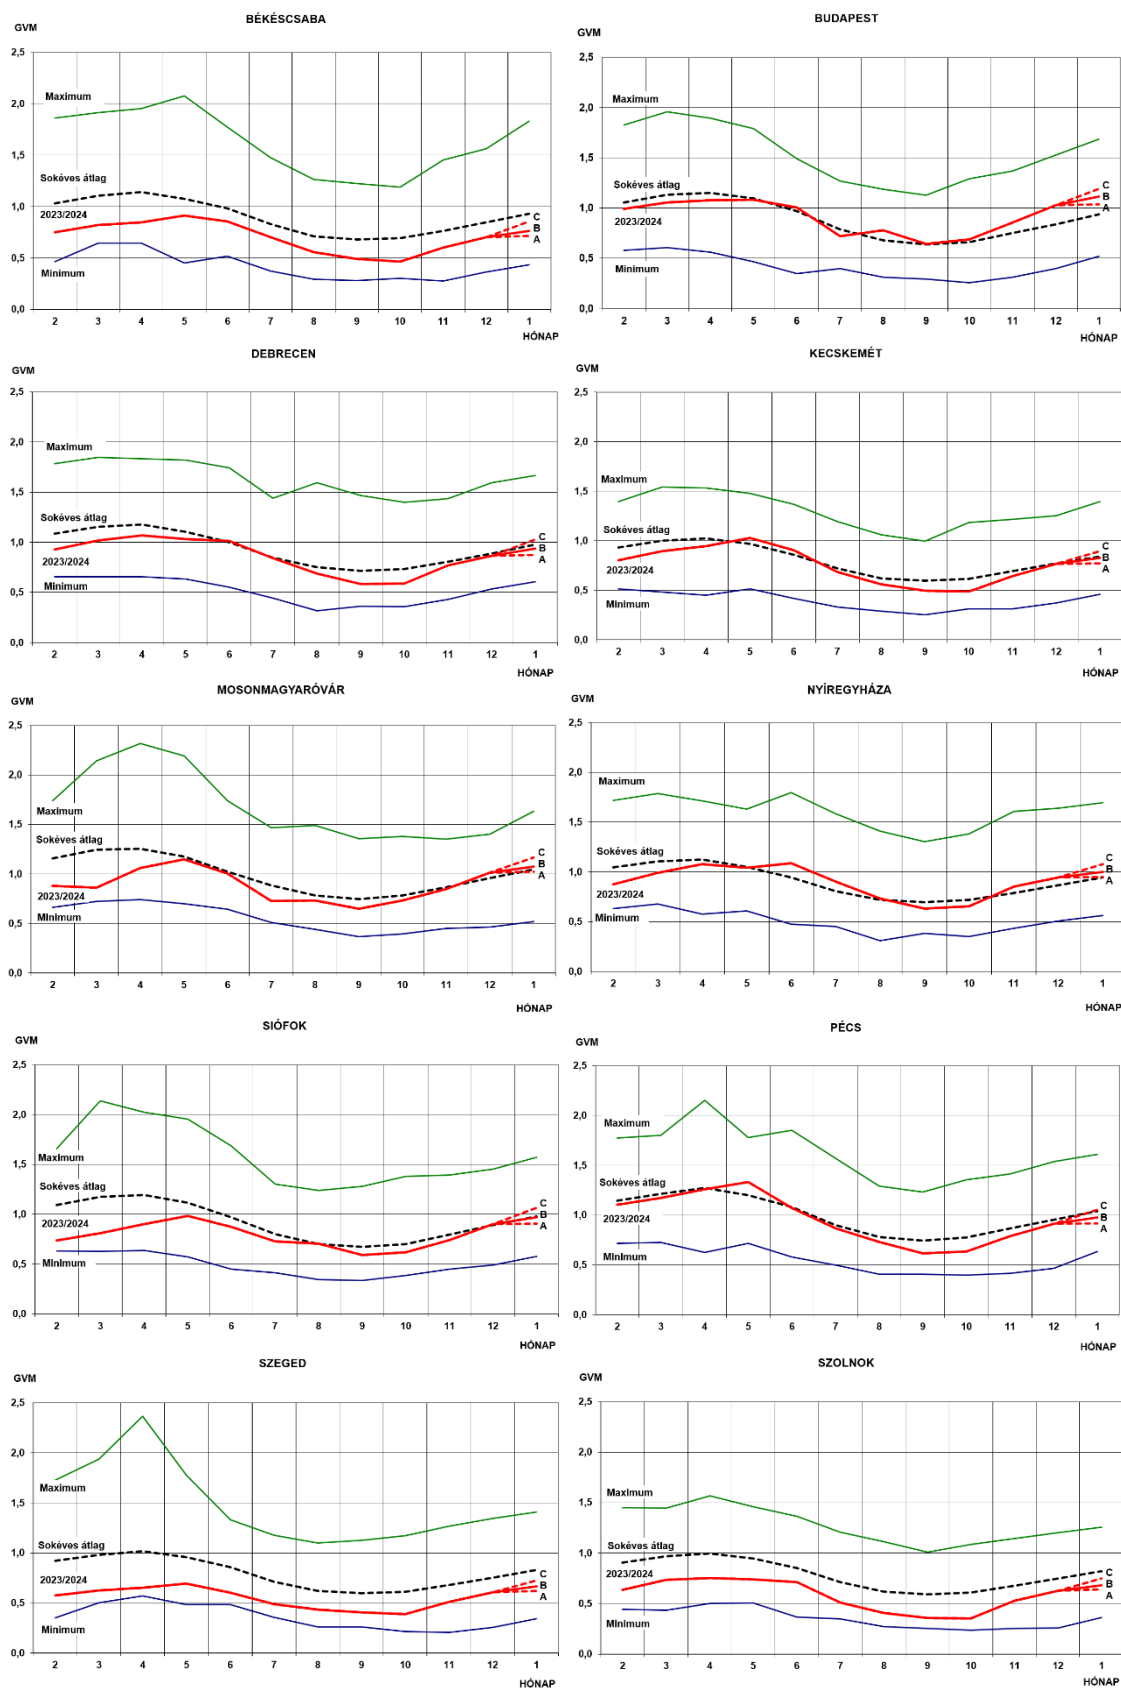 BÉKÉSCSABA
GVM
2,5
2,0
1,5
1,0
0,5
0,0
Maximum
Sokéves átlag
2023/2024
Minimum
C
B
A
2 3 4 5 6 7 8 9 10 11 12 1
HÓNAP
BUDAPEST
GVM
2,5
2,0
1,5
1,0
0,5
0,0
Maximum
Sokéves átlag
2023/2024
Minimum
C
B
A
2 3 4 5 6 7 8 9 10 11 12 1
HÓNAP
DEBRECEN
GVM
2,5
2,0
1,5
1,0
0,5
0,0
Maximum
Sokéves átlag
2023/2024
Minimum
C
B
A
2 3 4 5 6 7 8 9 10 11 12 1
HÓNAP
KECSKEMÉT
GVM
2,5
2,0
1,5
1,0
0,5
0,0
Maximum
Sokéves átlag
2023/2024
Minimum
C
B
A
2 3 4 5 6 7 8 9 10 11 12 1
HÓNAP
MOSONMAGYARÓVÁR
GVM
2,5
2,0
1,5
1,0
0,5
0,0
Maximum
Sokéves átlag
2023/2024
Minimum
C
B
A
2 3 4 5 6 7 8 9 10 11 12 1
HÓNAP
NYÍREGYHÁZA
GVM
2,5
2,0
1,5
1,0
0,5
0,0
Maximum
Sokéves átlag
2023/2024
Minimum
C
B
A
2 3 4 5 6 7 8 9 10 11 12 1
HÓNAP
SIÓFOK
GVM
2,5
2,0
1,5
1,0
0,5
0,0
Maximum
Sokéves átlag
2023/2024
Minimum
C
B
A
2 3 4 5 6 7 8 9 10 11 12 1
HÓNAP
PÉCS
GVM
2,5
2,0
1,5
1,0
0,5
0,0
Maximum
Sokéves átlag
2023/2024
Minimum
C
B
A
2 3 4 5 6 7 8 9 10 11 12 1
HÓNAP
SZEGED
GVM
2,5
2,0
1,5
1,0
0,5
0,0
Maximum
Sokéves átlag
2023/2024
Minimum
C
B
A
2 3 4 5 6 7 8 9 10 11 12 1
HÓNAP
SZOLNOK
GVM
2,5
2,0
1,5
1,0
0,5
0,0
Maximum
Sokéves átlag
2023/2024
Minimum
C
B
A
2 3 4 5 6 7 8 9 10 11 12 1
HÓNAP